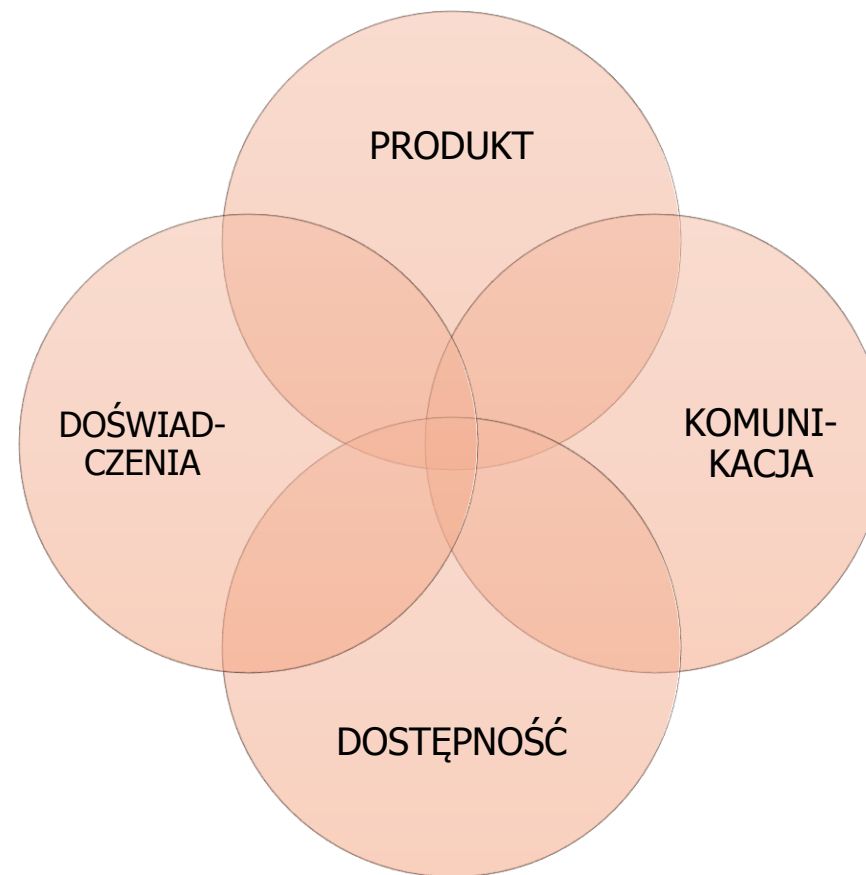 PRODUKT
DOŚWIAD-
CZENIA
KOMUNI-
KACJA
DOSTĘPNOŚĆ